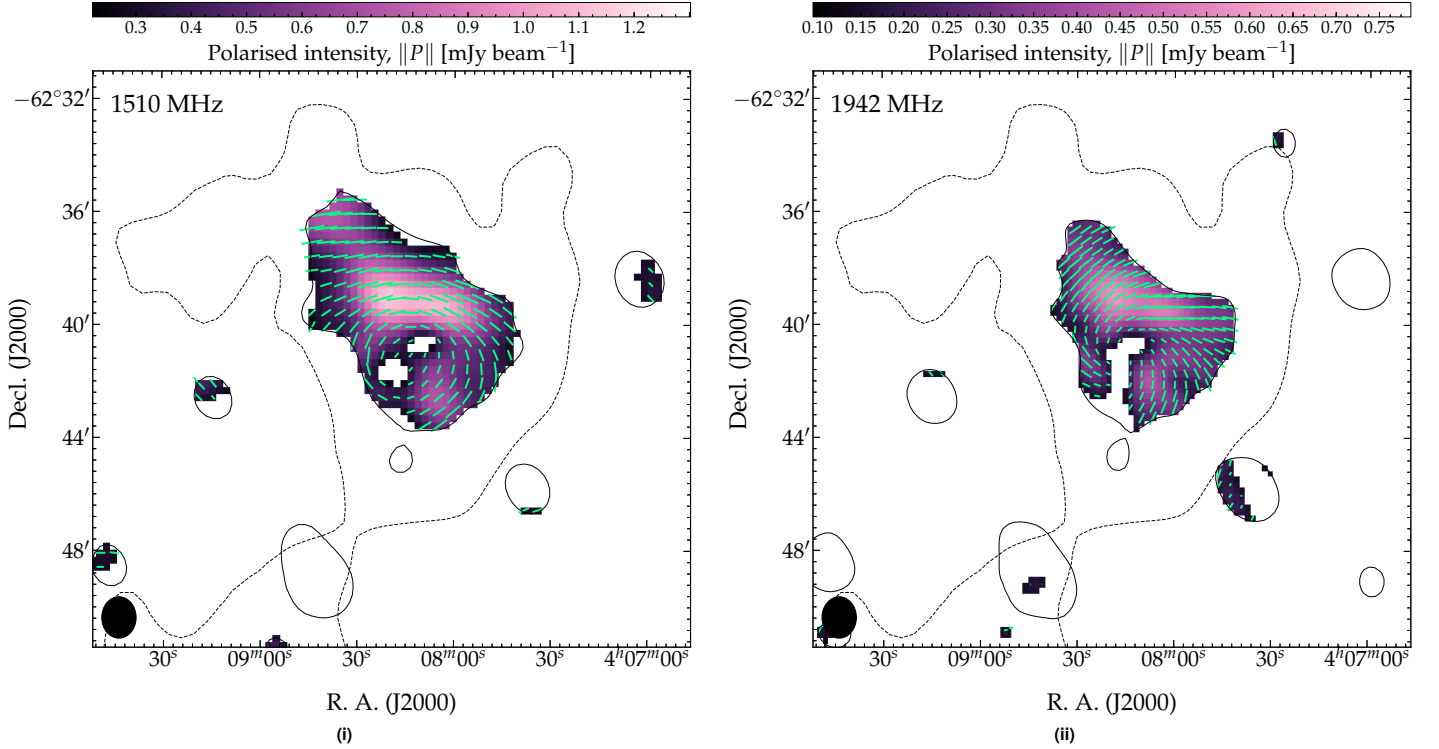 0.3 0.4 0.5 0.6 0.7 0.8 0.9 1.0 1.1 1.2
Polarised intensity, ||P|| [mJy beam⁻¹]
1510 MHz
−62°32′
36′
40′
44′
48′
Decl. (J2000)
30ˢ 09ᵐ00ˢ 30ˢ 08ᵐ00ˢ 30ˢ 4ʰ07ᵐ00ˢ
R. A. (J2000)
(i)
0.10 0.15 0.20 0.25 0.30 0.35 0.40 0.45 0.50 0.55 0.60 0.65 0.70 0.75
Polarised intensity, ||P|| [mJy beam⁻¹]
1942 MHz
−62°32′
36′
40′
44′
48′
Decl. (J2000)
30ˢ 09ᵐ00ˢ 30ˢ 08ᵐ00ˢ 30ˢ 4ʰ07ᵐ00ˢ
R. A. (J2000)
(ii)